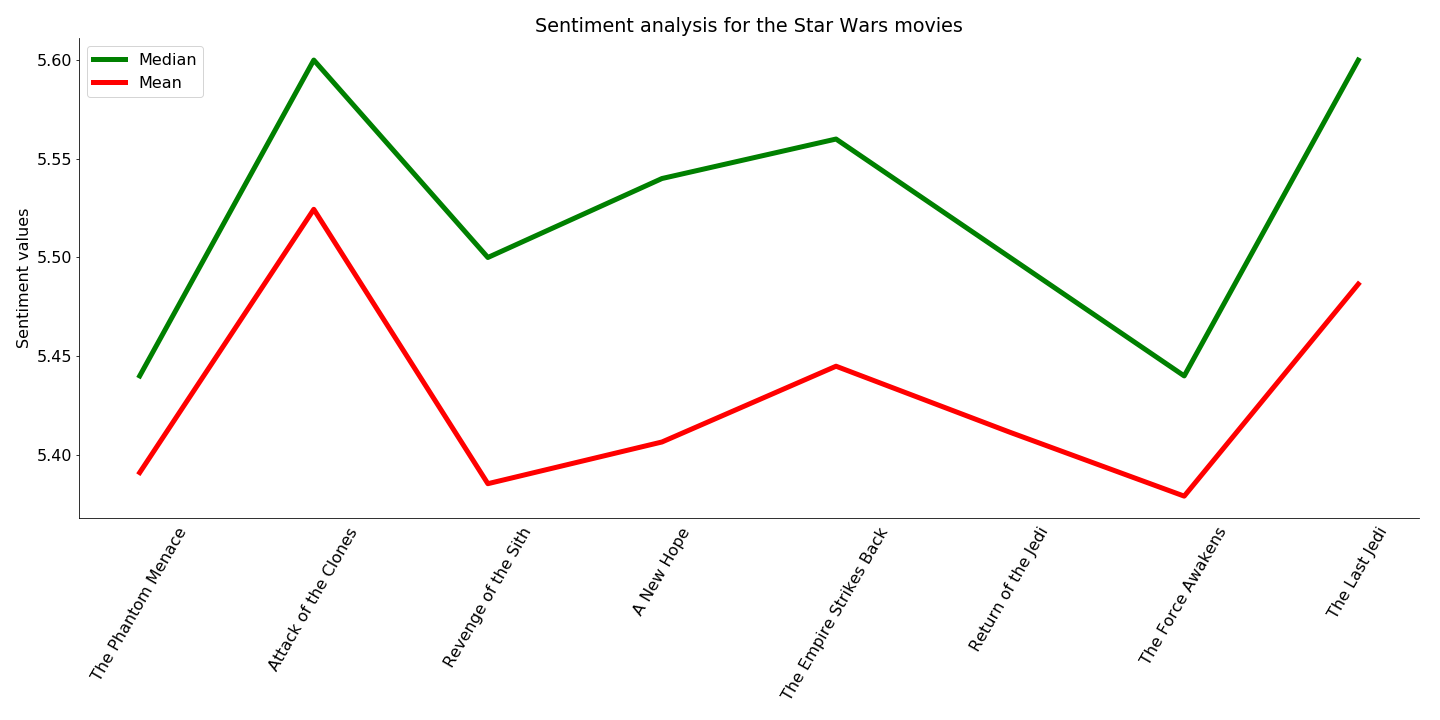 Sentiment analysis for the Star Wars movies
Median
Mean
5.60
5.55
5.50
5.45
5.40
Sentiment values
The Phantom Menace
Attack of the Clones
Revenge of the Sith
A New Hope
The Empire Strikes Back
Return of the Jedi
The Force Awakens
The Last Jedi